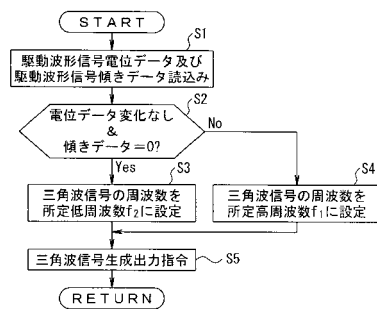 START
S1
駆動波形信号電位データ及び
駆動波形信号傾きデータ読込み
S2
電位データ変化なし
&
傾きデータ=0?
No
Yes
S3
三角波信号の周波数を
所定低周波数f2に設定
S4
三角波信号の周波数を
所定高周波数f1に設定
三角波信号生成出力指令
S5
RETURN